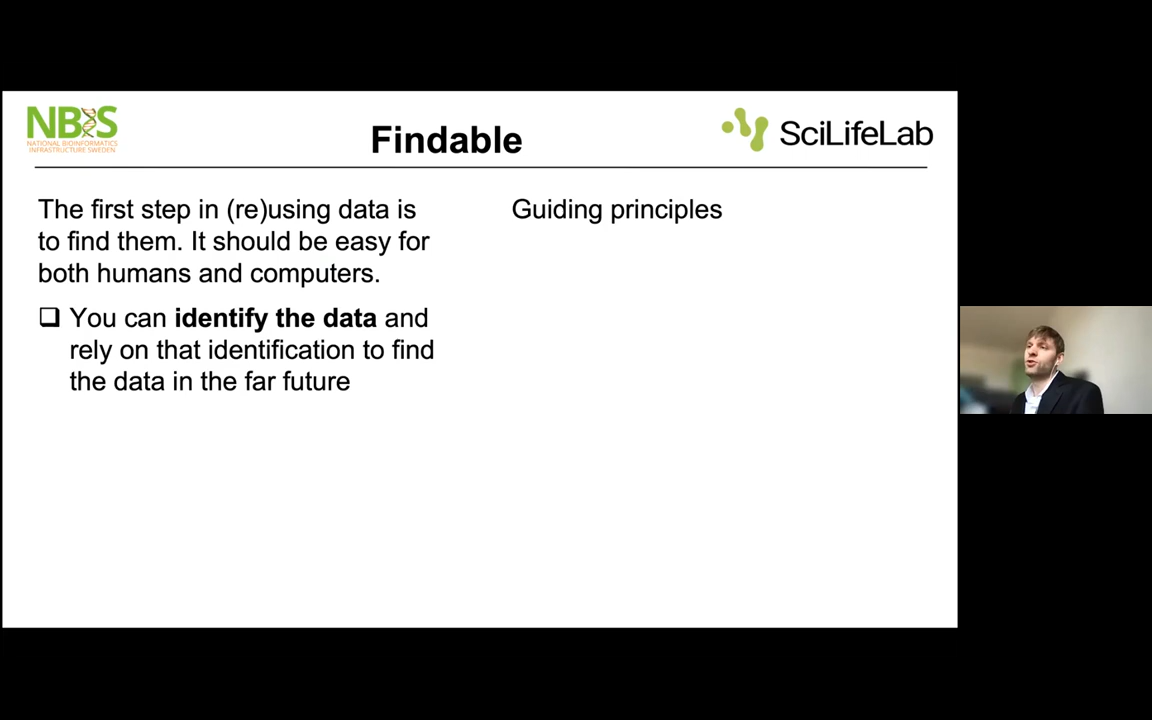 NBIS
NATIONAL BIOINFORMATICS
INFRASTRUCTURE SWEDEN
Findable
SciLifeLab
The first step in (re)using data is
to find them. It should be easy for
both humans and computers.
You can identify the data and
rely on that identification to find
the data in the far future
Guiding principles